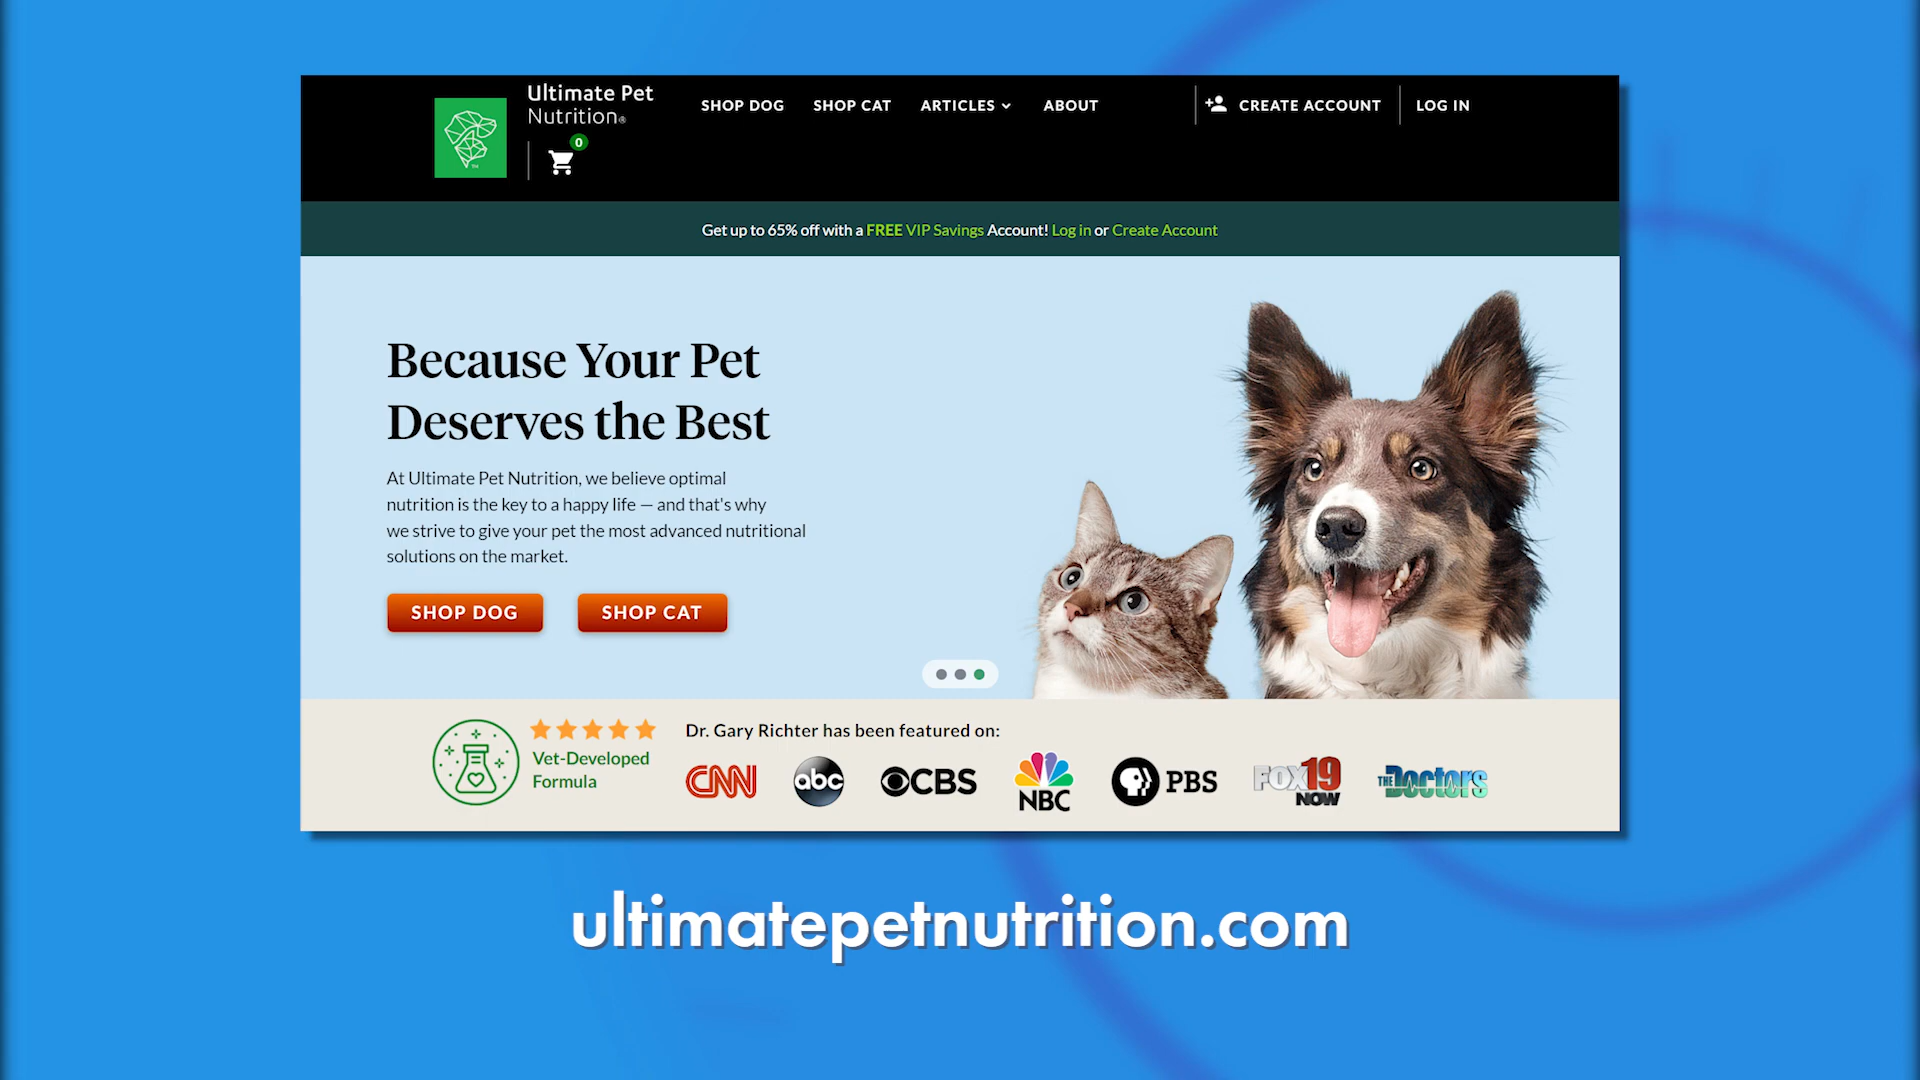 Ultimate Pet
Nutrition®
0
SHOP DOG
SHOP CAT
ARTICLES
ABOUT
CREATE ACCOUNT
LOG IN
Get up to 65% off with a FREE VIP Savings Account! Log in or Create Account
Because Your Pet
Deserves the Best
At Ultimate Pet Nutrition, we believe optimal
nutrition is the key to a happy life — and that's why
we strive to give your pet the most advanced nutritional
solutions on the market.
SHOP DOG
SHOP CAT
Vet-Developed
Formula
Dr. Gary Richter has been featured on:
CNN
abc
CBS
NBC
PBS
FOX19
NOW
THE Doctors
ultimatepetnutrition.com